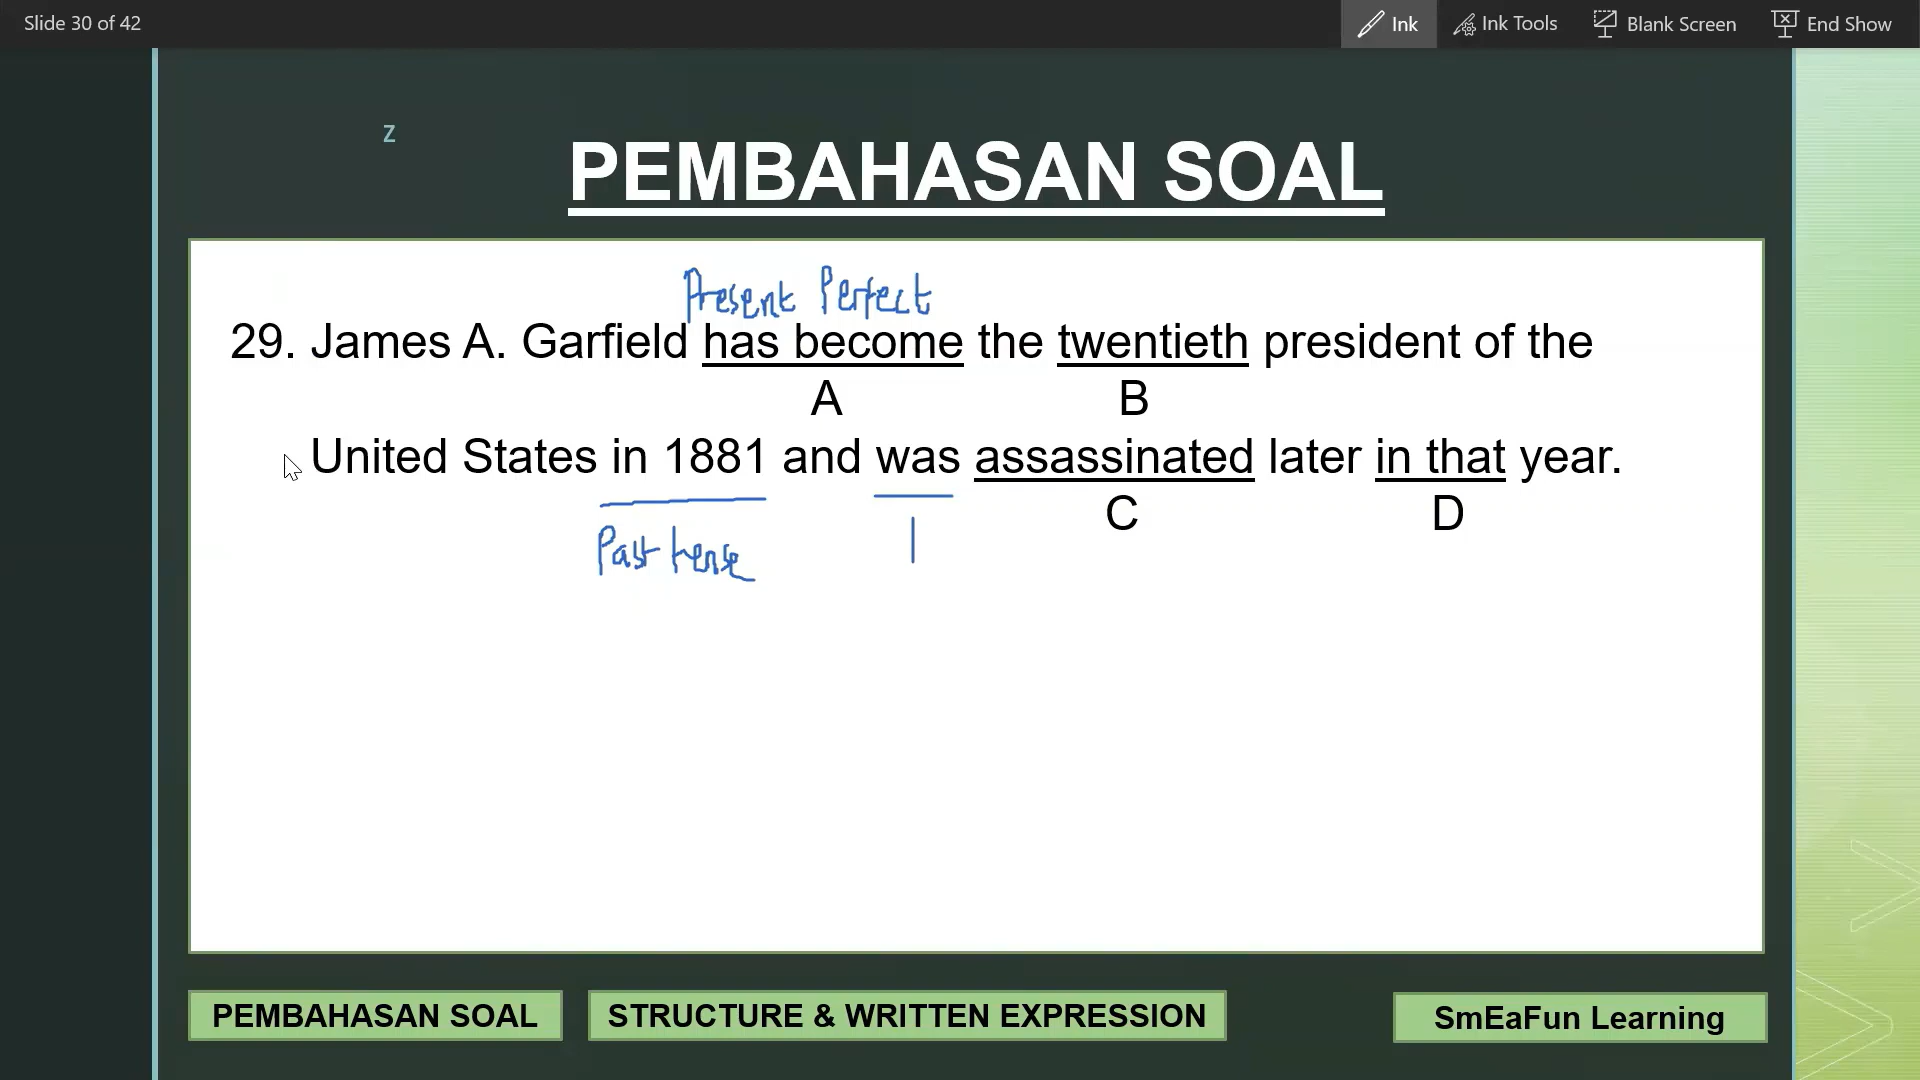 Slide 30 of 42
Ink
Ink Tools
Blank Screen
End Show
z
PEMBAHASAN SOAL
Present Perfect
29. James A. Garfield has become the twentieth president of the
A B
United States in 1881 and was assassinated later in that year.
C D
Past tense
PEMBAHASAN SOAL
STRUCTURE & WRITTEN EXPRESSION
SmEaFun Learning